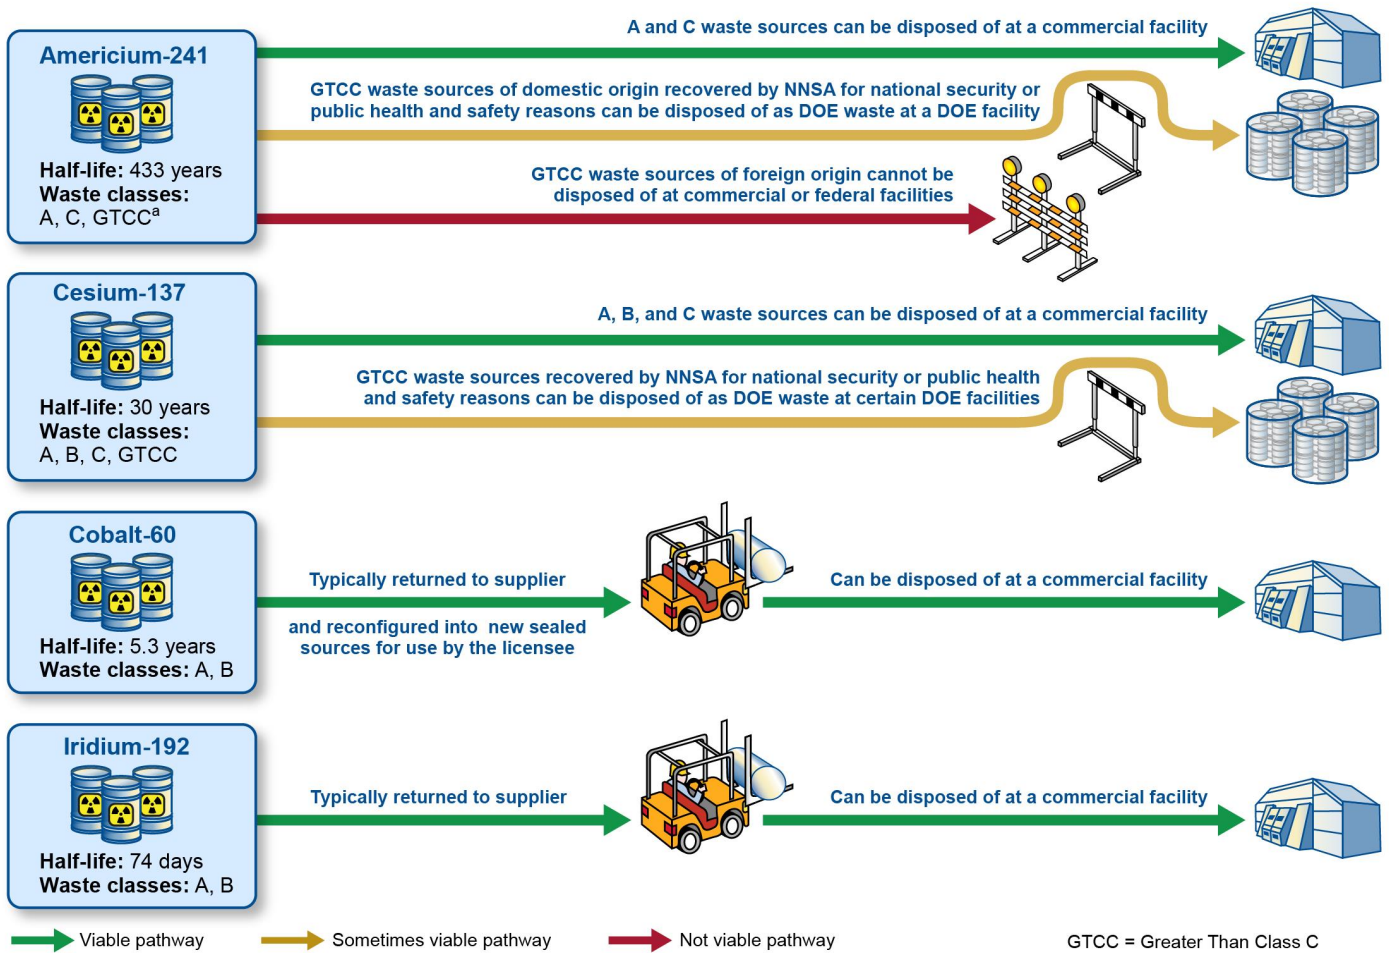 Americium-241
Half-life: 433 years
Waste classes:
A, C, GTCCa
A and C waste sources can be disposed of at a commercial facility
GTCC waste sources of domestic origin recovered by NNSA for national security or
public health and safety reasons can be disposed of as DOE waste at a DOE facility
GTCC waste sources of foreign origin cannot be
disposed of at commercial or federal facilities
Cesium-137
Half-life: 30 years
Waste classes:
A, B, C, GTCC
A, B, and C waste sources can be disposed of at a commercial facility
GTCC waste sources recovered by NNSA for national security or public health
and safety reasons can be disposed of as DOE waste at certain DOE facilities
Cobalt-60
Half-life: 5.3 years
Waste classes: A, B
Typically returned to supplier
and reconfigured into new sealed
sources for use by the licensee
Can be disposed of at a commercial facility
Iridium-192
Half-life: 74 days
Waste classes: A, B
Typically returned to supplier
Can be disposed of at a commercial facility
Viable pathway
Sometimes viable pathway
Not viable pathway
GTCC = Greater Than Class C